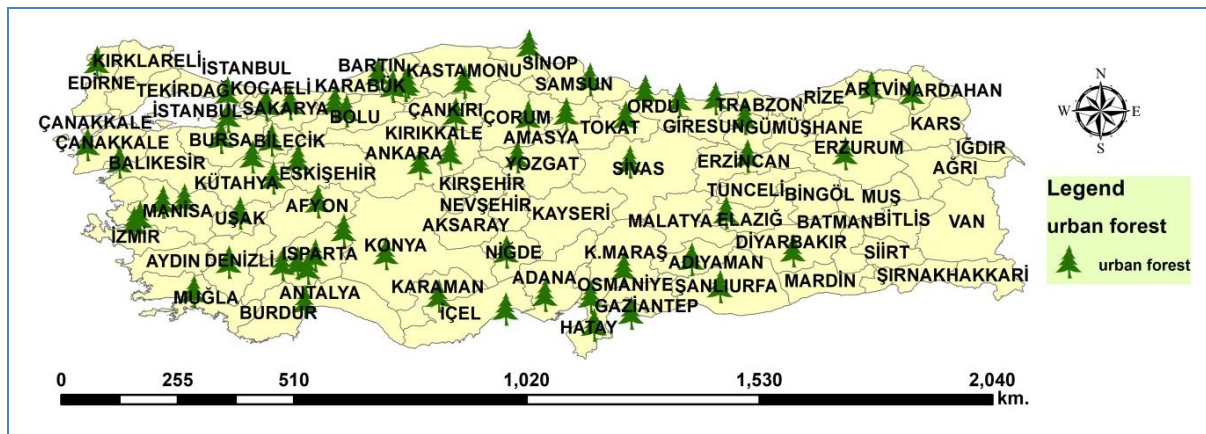 KIRKLARELİ
EDİRNE
TEKİRDAĞ
İSTANBUL
İSTANBUL
KOCAELİ
SAKARYA
BARTIN
KARABÜK
KASTAMONU
SİNOP
SAMSUN
BOLU
ÇANKIRI
ÇORUM
AMASYA
TOKAT
ORDU
GİRESUN
TRABZON
GÜMÜŞHANE
RİZE
ARTVİN
ARDAHAN
KARS
IĞDIR
AĞRI
ÇANAKKALE
ÇANAKKALE
BALIKESİR
BURSA
BİLECİK
KÜTAHYA
ESKİŞEHİR
ANKARA
KIRIKKALE
YOZGAT
SİVAS
ERZİNCAN
ERZURUM
KIRŞEHİR
NEVŞEHİR
AKSARAY
KAYSERİ
MALATYA
TUNCELİ
ELAZIĞ
BİNGÖL
MUŞ
BATMAN
BİTLİS
VAN
MANİSA
İZMİR
UŞAK
AFYON
AYDIN
DENİZLİ
ISPARTA
KONYA
NİĞDE
K.MARAŞ
ADIYAMAN
DİYARBAKIR
SİİRT
MARDİN
ŞIRNAK
HAKKARİ
MUĞLA
BURDUR
ANTALYA
KARAMAN
İÇEL
ADANA
OSMANİYE
GAZİANTEP
ŞANLIURFA
HATAY
N
W
E
S
Legend
urban forest
urban forest
0 255 510 1,020 1,530 2,040
km.